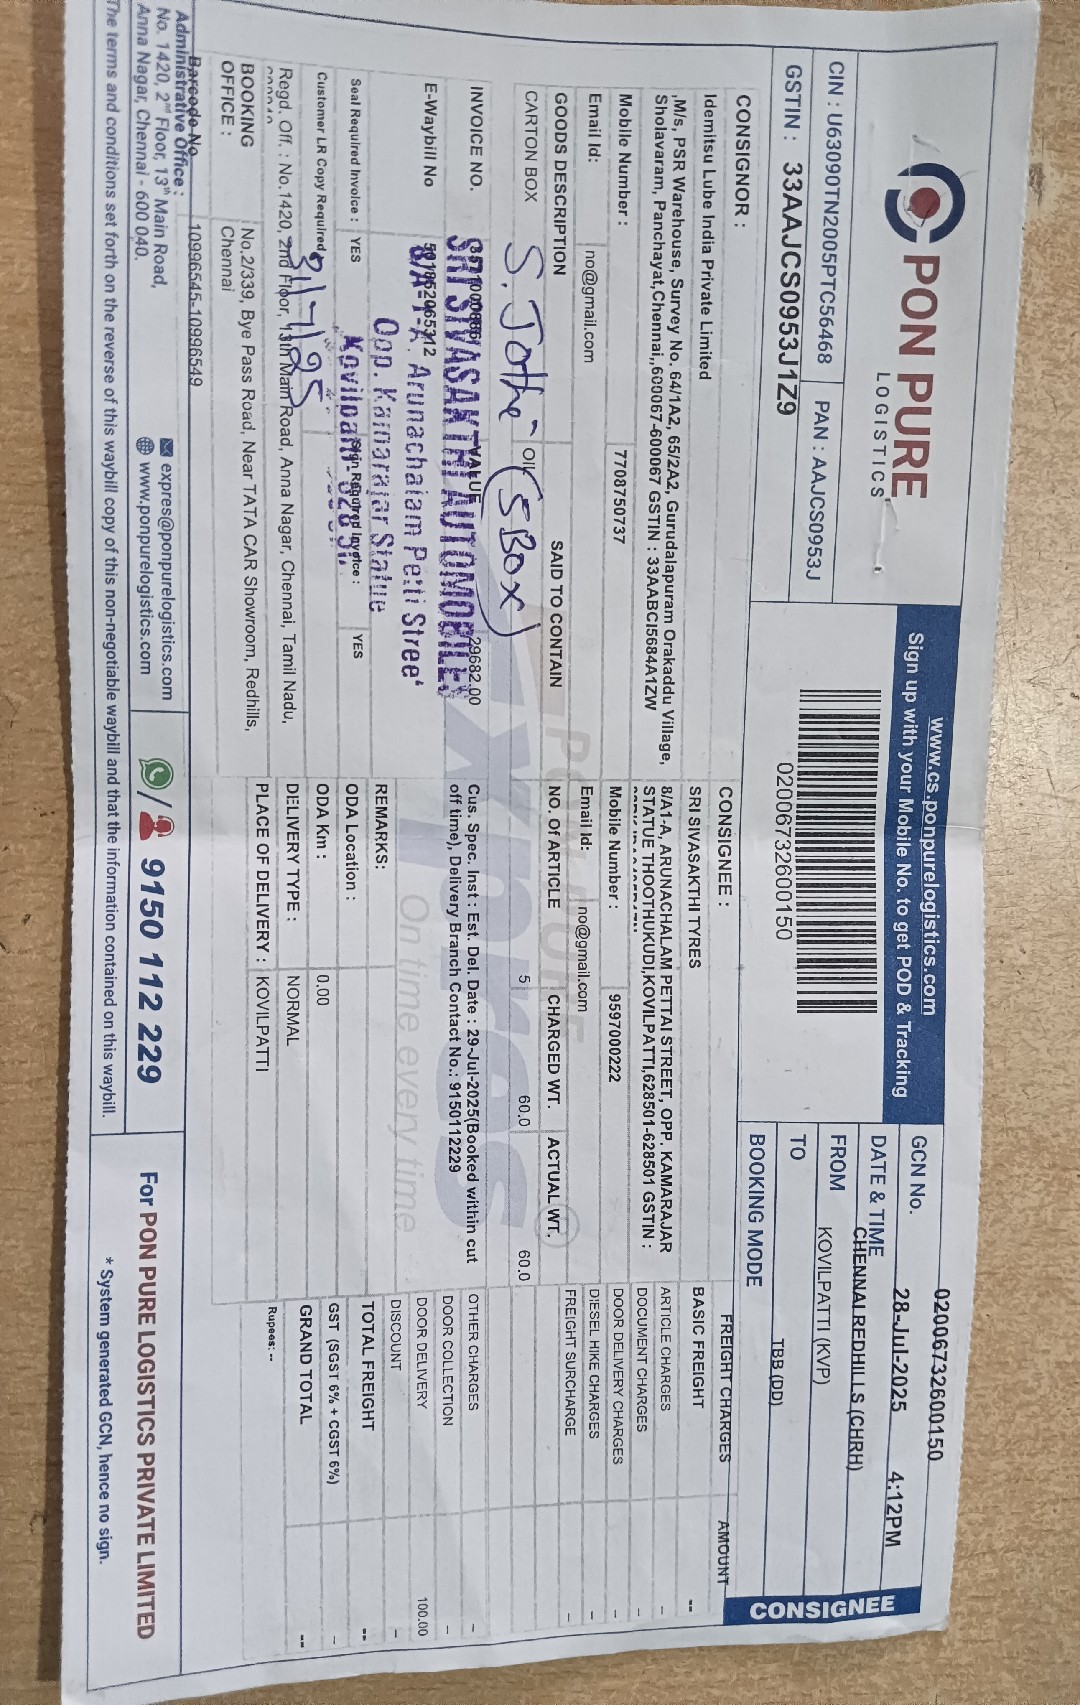 PON PURE
LOGISTICS
CIN : U63090TN2005PTC56468
PAN : AAJCS0953J
GSTIN : 33AAJCS0953J1Z9
www.cs.ponpurelogistics.com
Sign up with your Mobile No. to get POD & Tracking
02006732600150
GCN No. 02006732600150
DATE & TIME 28-Jul-2025 4:12PM
FROM CHENNAI REDHILLS (CHRH)
TO KOVILPATTI (KVP)
BOOKING MODE TBB (DD)
CONSIGNEE
CONSIGNOR :
Idemitsu Lube India Private Limited
,M/s, PSR Warehouse, Survey No. 64/1A2, 65/2A2, Gurudalapuram Orakaddu Village,
Sholavaram, Panchayat,Chennai,,600067-600067 GSTIN : 33AABCI5684A1ZW
Mobile Number : 7708750737
Email Id: no@gmail.com
CONSIGNEE :
SRI SIVASAKTHI TYRES
8/A1-A, ARUNACHALAM PETTAI STREET, OPP. KAMARAJAR
STATUE THOOTHUKUDI,KOVILPATTI,628501-628501 GSTIN :
Mobile Number : 9597000222
Email Id: no@gmail.com
GOODS DESCRIPTION SAID TO CONTAIN NO. Of ARTICLE CHARGED WT. ACTUAL WT.
CARTON BOX OIL 5 60.0 60.0
S. Jothi (5 Box)
INVOICE NO. VALUE 29682.00
E-Waybill No
SRI SIVASAKTHI AUTOMOBILES
8/A-1-A. Arunachalam Pettai Street
Opp. Kamarajar Statue
Kovilpatti-
31-7/25
Seal Required Invoice : YES Sign Required Invoice : YES
Customer LR Copy Required
Cus. Spec. Inst : Est. Del. Date : 29-Jul-2025(Booked within cut
off time), Delivery Branch Contact No.: 9150112229
REMARKS:
ODA Location :
ODA Km : 0.00
DELIVERY TYPE : NORMAL
PLACE OF DELIVERY : KOVILPATTI
PON PURE
Xpress
On time every time
FREIGHT CHARGES AMOUNT
BASIC FREIGHT --
ARTICLE CHARGES –
DOCUMENT CHARGES –
DOOR DELIVERY CHARGES –
DIESEL HIKE CHARGES –
FREIGHT SURCHARGE –
OTHER CHARGES –
DOOR COLLECTION –
DOOR DELIVERY 100.00
DISCOUNT –
TOTAL FREIGHT --
GST (SGST 6% + CGST 6%) –
GRAND TOTAL --
Rupees: --
Regd. Off. : No.1420, 2nd Floor, 13th Main Road, Anna Nagar, Chennai, Tamil Nadu,
BOOKING OFFICE : No.2/339, Bye Pass Road, Near TATA CAR Showroom, Redhills,
Chennai
Barcode No 10996545-10996549
Administrative Office :
No. 1420, 2nd Floor, 13th Main Road,
Anna Nagar, Chennai - 600 040.
expres@ponpurelogistics.com
www.ponpurelogistics.com
9150 112 229
For PON PURE LOGISTICS PRIVATE LIMITED
* System generated GCN, hence no sign.
The terms and conditions set forth on the reverse of this waybill copy of this non-negotiable waybill and that the information contained on this waybill.